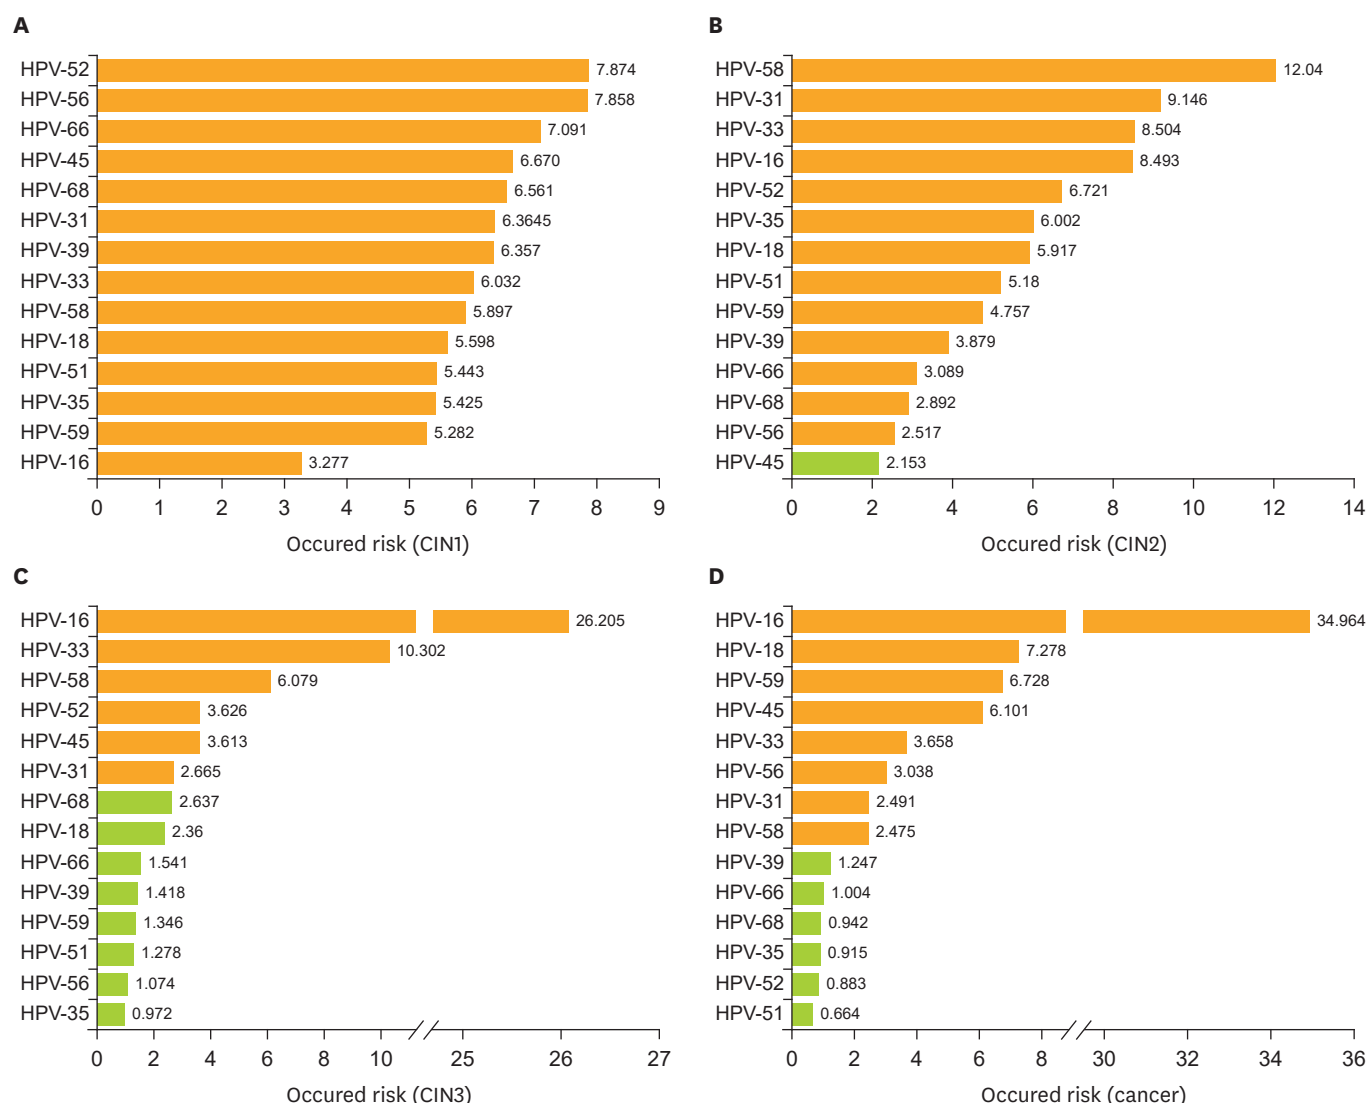 A
HPV-52 7.874
HPV-56 7.858
HPV-66 7.091
HPV-45 6.670
HPV-68 6.561
HPV-31 6.3645
HPV-39 6.357
HPV-33 6.032
HPV-58 5.897
HPV-18 5.598
HPV-51 5.443
HPV-35 5.425
HPV-59 5.282
HPV-16 3.277
0 1 2 3 4 5 6 7 8 9
Occured risk (CIN1)
B
HPV-58 12.04
HPV-31 9.146
HPV-33 8.504
HPV-16 8.493
HPV-52 6.721
HPV-35 6.002
HPV-18 5.917
HPV-51 5.18
HPV-59 4.757
HPV-39 3.879
HPV-66 3.089
HPV-68 2.892
HPV-56 2.517
HPV-45 2.153
0 2 4 6 8 10 12 14
Occured risk (CIN2)
C
HPV-16 26.205
HPV-33 10.302
HPV-58 6.079
HPV-52 3.626
HPV-45 3.613
HPV-31 2.665
HPV-68 2.637
HPV-18 2.36
HPV-66 1.541
HPV-39 1.418
HPV-59 1.346
HPV-51 1.278
HPV-56 1.074
HPV-35 0.972
0 2 4 6 8 10 25 26 27
Occured risk (CIN3)
D
HPV-16 34.964
HPV-18 7.278
HPV-59 6.728
HPV-45 6.101
HPV-33 3.658
HPV-56 3.038
HPV-31 2.491
HPV-58 2.475
HPV-39 1.247
HPV-66 1.004
HPV-68 0.942
HPV-35 0.915
HPV-52 0.883
HPV-51 0.664
0 2 4 6 8 30 32 34 36
Occured risk (cancer)